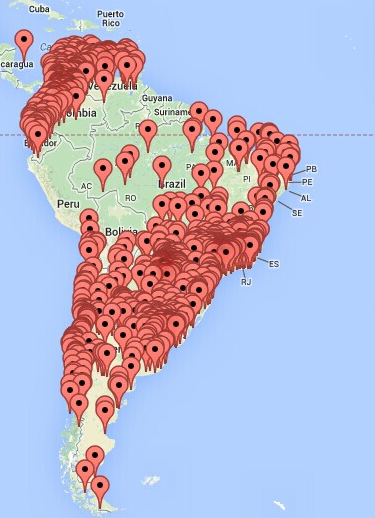 Cuba
Puerto
Rico
Ca
caragua
Venezuela
Guyana
ombia
Suriname
Ecuador
MA
PB
PI
PE
AC
Brazil
AL
RO
Peru
SE
Bolivia
ES
RJ